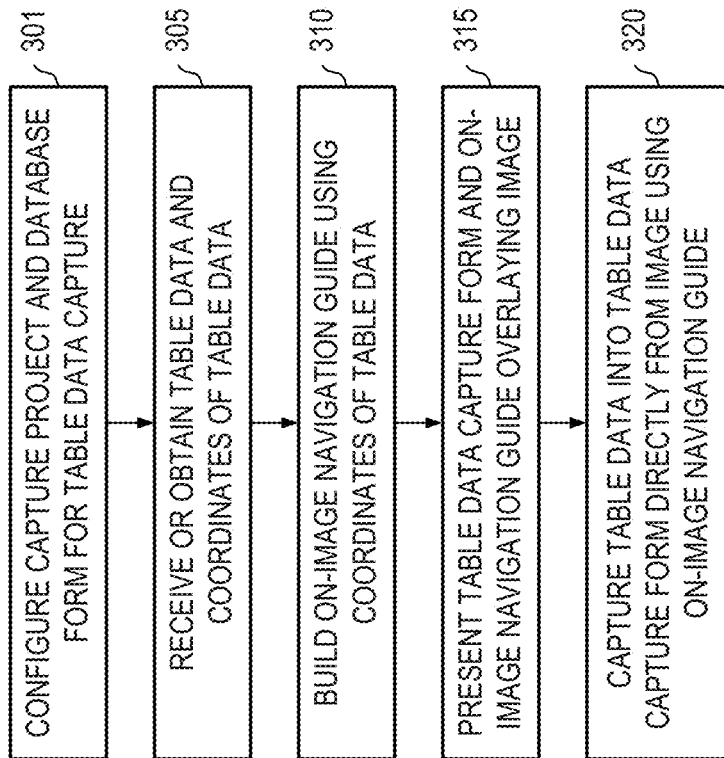 CONFIGURE CAPTURE PROJECT AND DATABASE
FORM FOR TABLE DATA CAPTURE
301
RECEIVE OR OBTAIN TABLE DATA AND
COORDINATES OF TABLE DATA
305
BUILD ON-IMAGE NAVIGATION GUIDE USING
COORDINATES OF TABLE DATA
310
PRESENT TABLE DATA CAPTURE FORM AND ON-
IMAGE NAVIGATION GUIDE OVERLAYING IMAGE
315
CAPTURE TABLE DATA INTO TABLE DATA
CAPTURE FORM DIRECTLY FROM IMAGE USING
ON-IMAGE NAVIGATION GUIDE
320